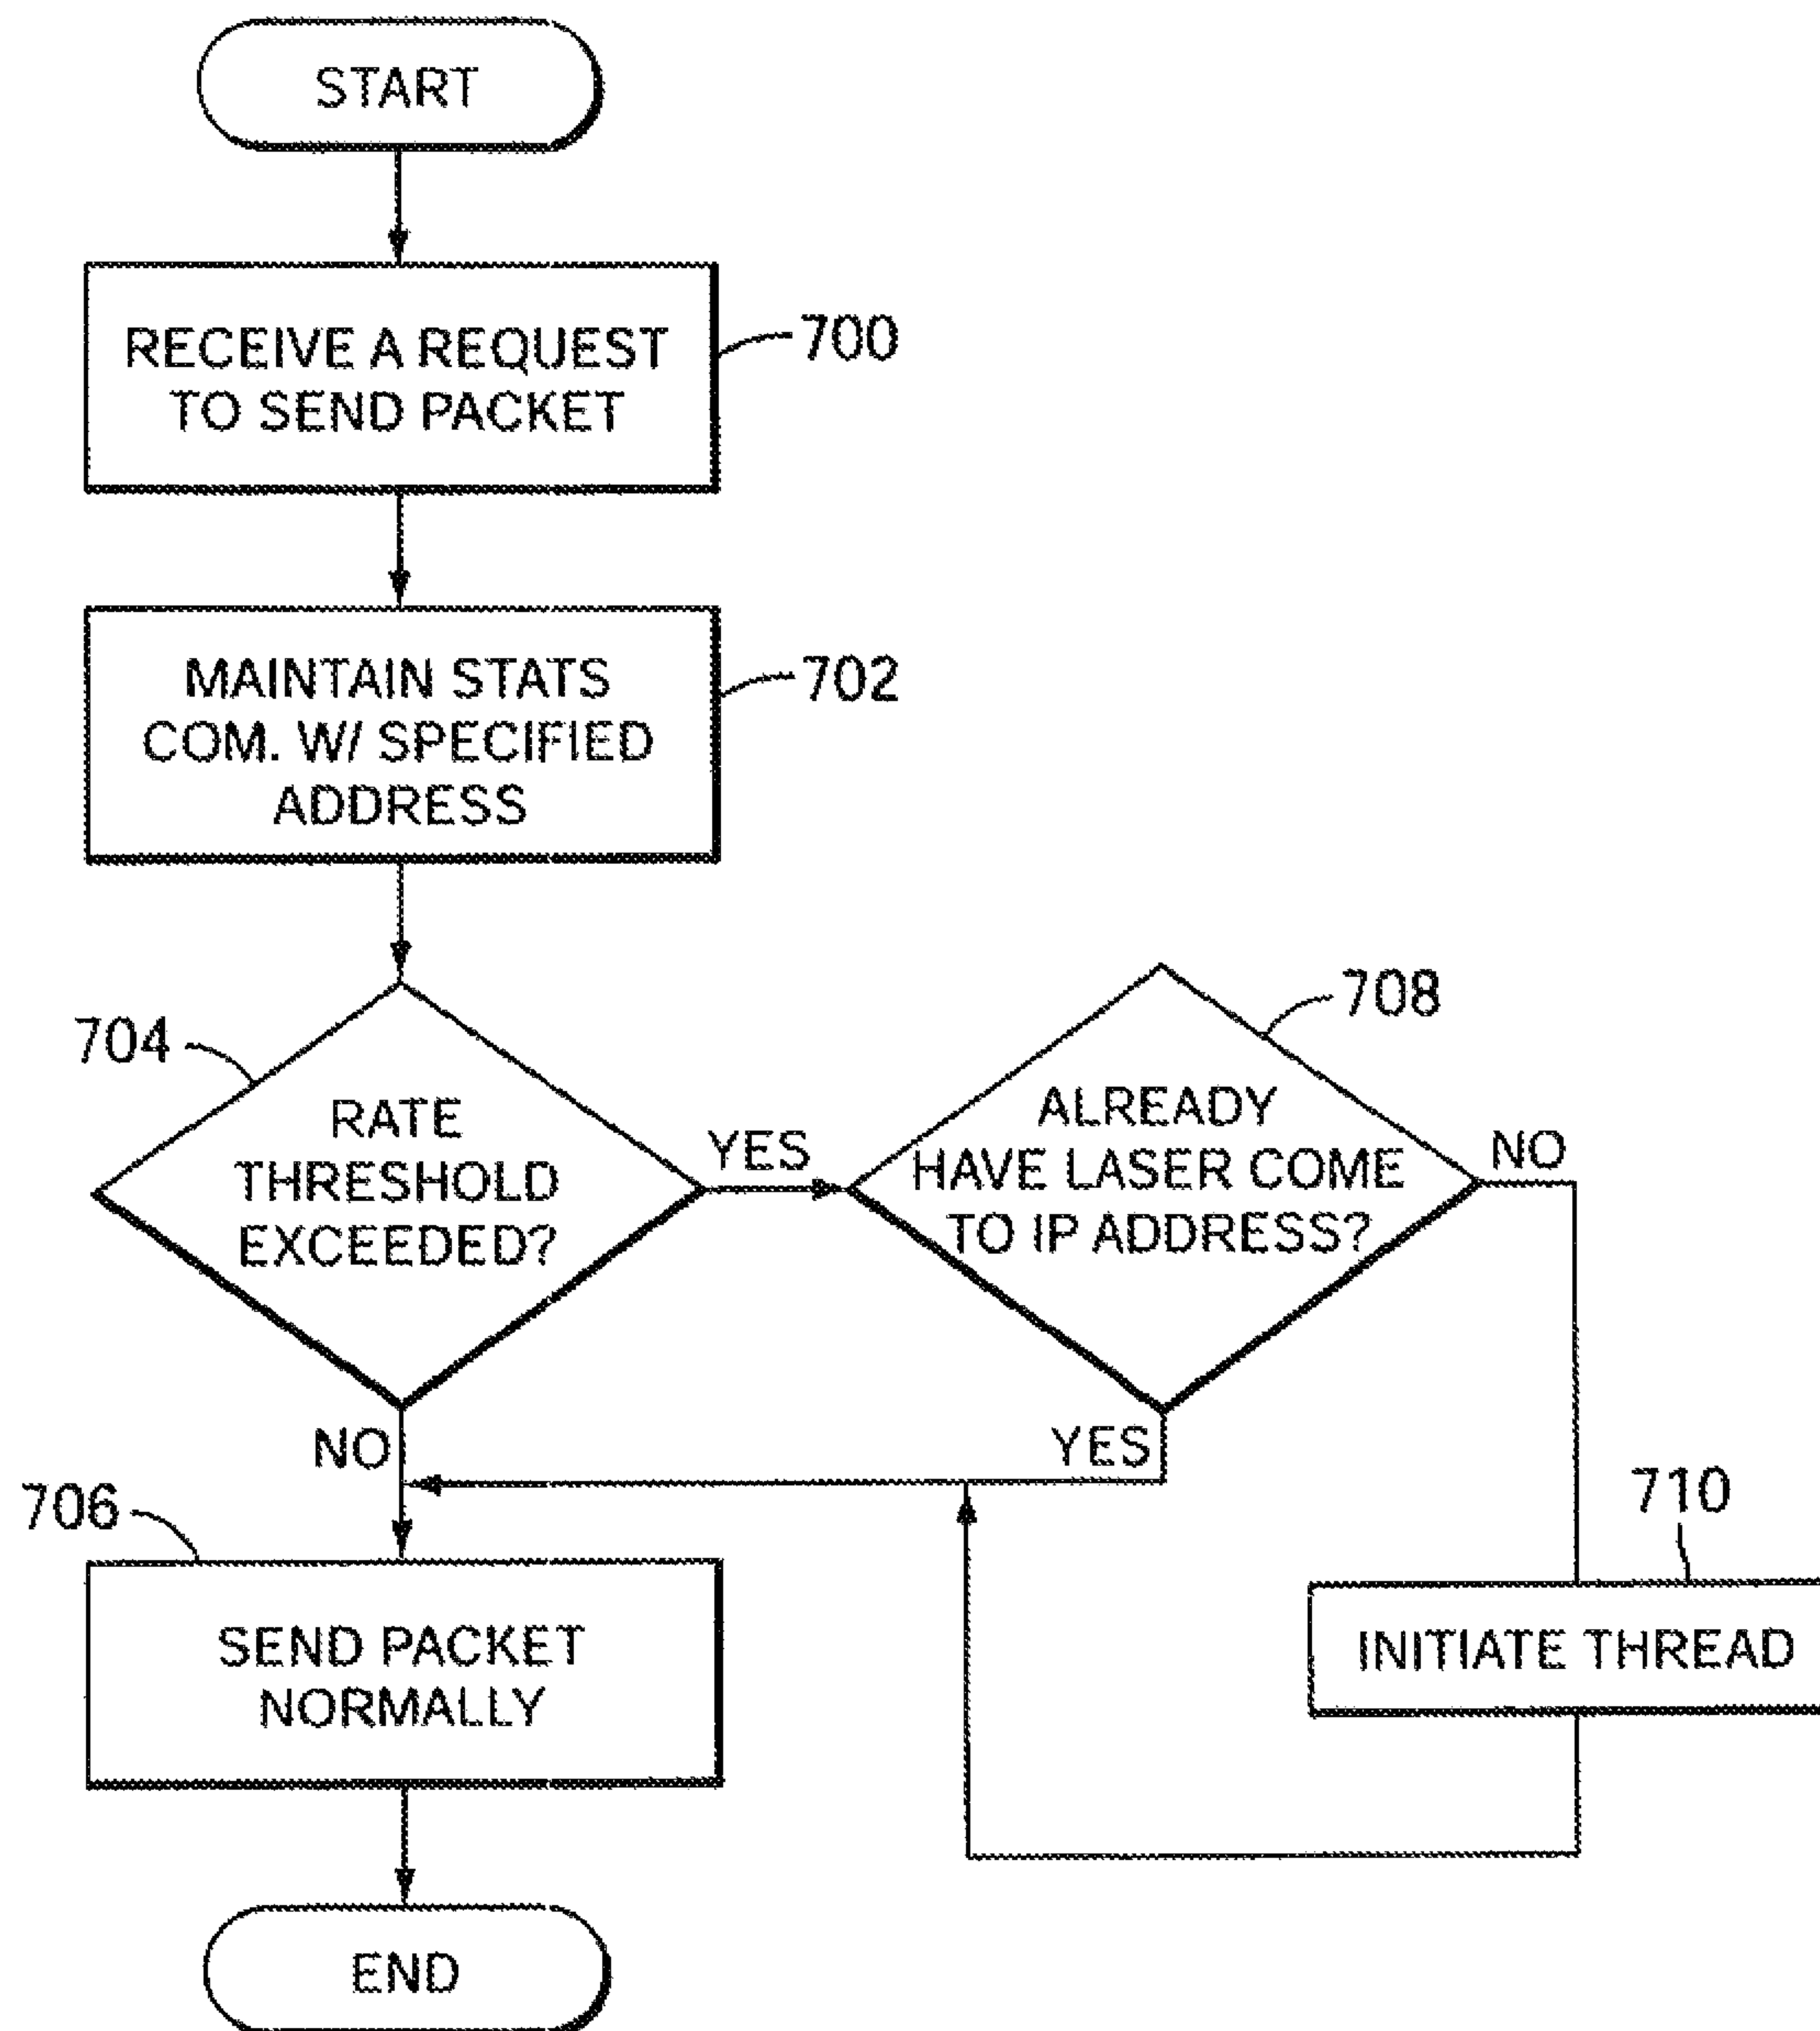 START
RECEIVE A REQUEST
TO SEND PACKET
700
MAINTAIN STATS
COM. W/ SPECIFIED
ADDRESS
702
704
RATE
THRESHOLD
EXCEEDED?
YES
NO
708
ALREADY
HAVE LASER COME
TO IP ADDRESS?
NO
YES
706
SEND PACKET
NORMALLY
710
INITIATE THREAD
END